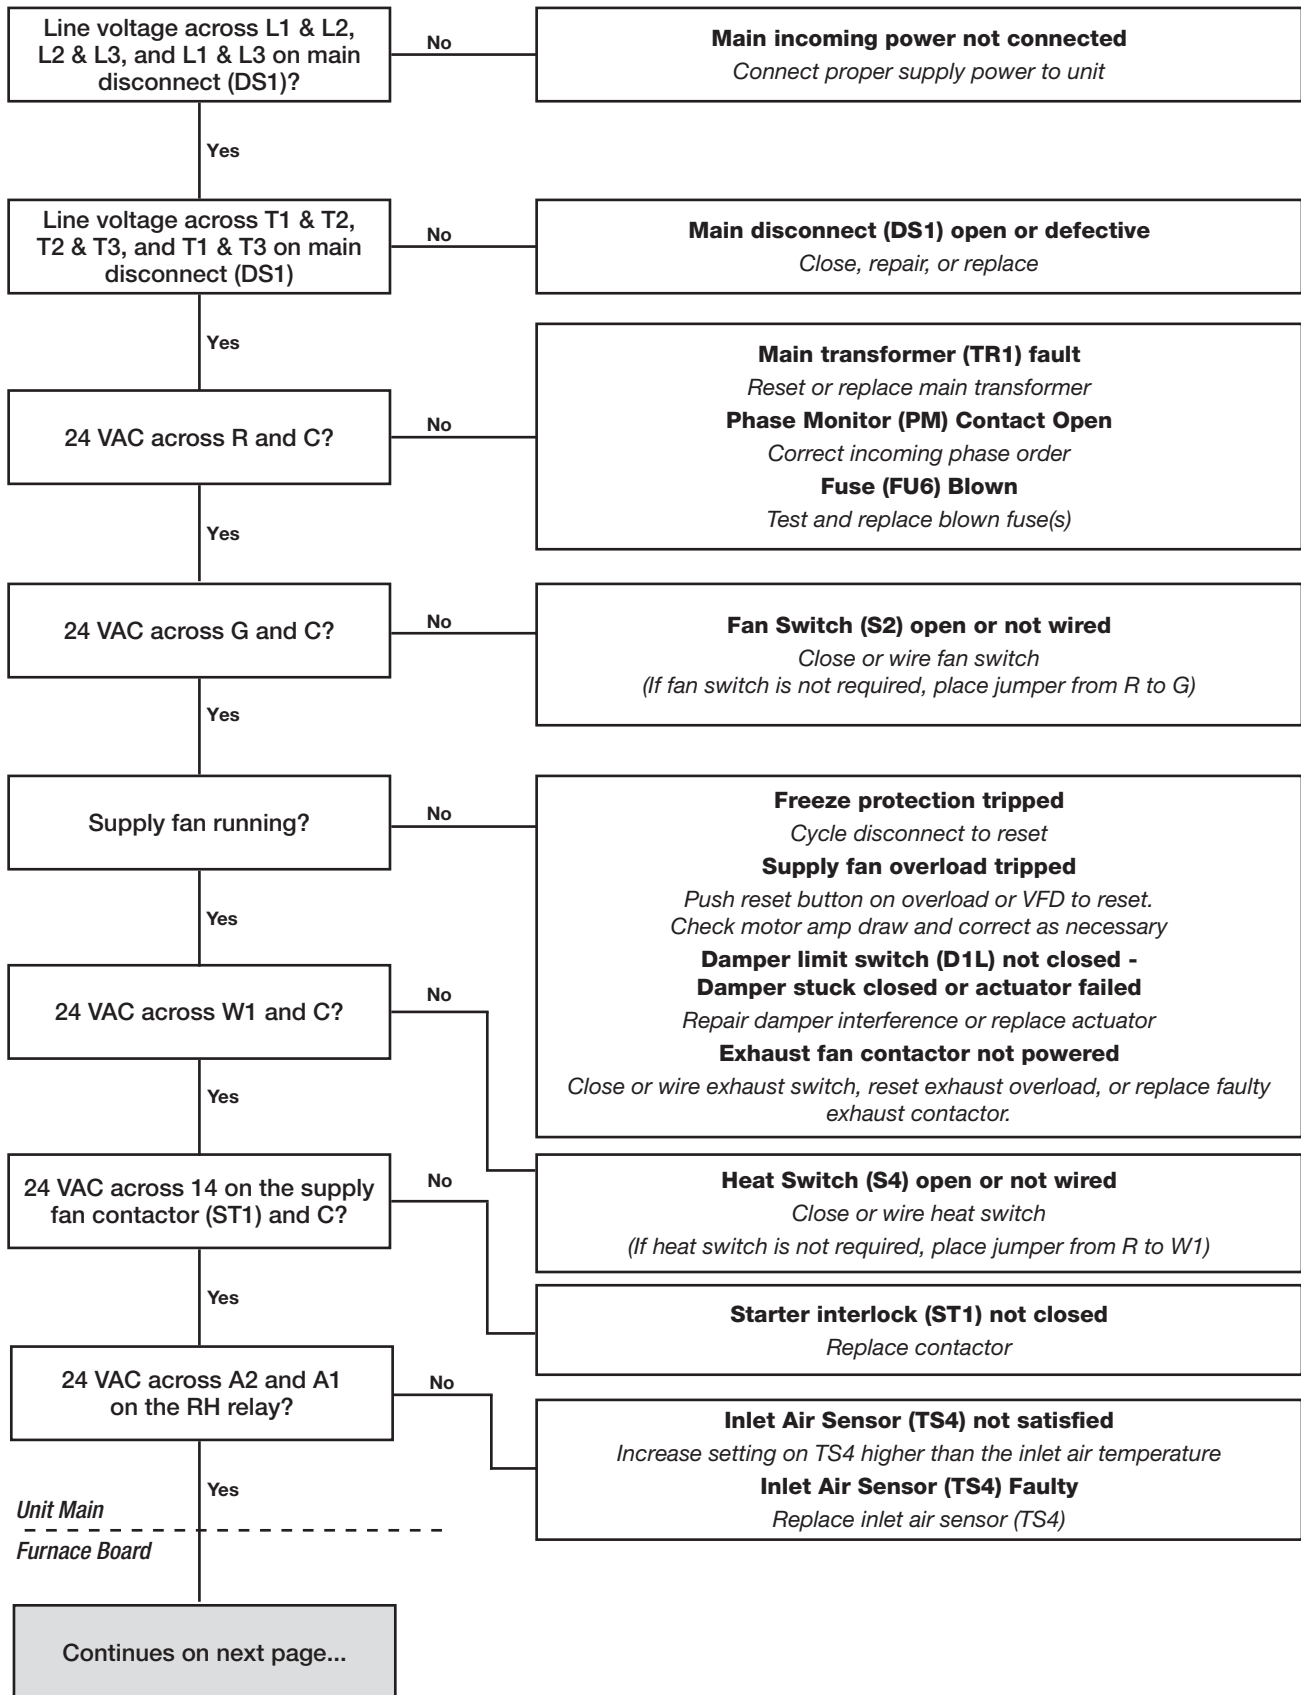 Line voltage across L1 & L2,
L2 & L3, and L1 & L3 on main
disconnect (DS1)?
No
Main incoming power not connected
Connect proper supply power to unit
Yes
Line voltage across T1 & T2,
T2 & T3, and T1 & T3 on main
disconnect (DS1)
No
Main disconnect (DS1) open or defective
Close, repair, or replace
Yes
24 VAC across R and C?
No
Main transformer (TR1) fault
Reset or replace main transformer
Phase Monitor (PM) Contact Open
Correct incoming phase order
Fuse (FU6) Blown
Test and replace blown fuse(s)
Yes
24 VAC across G and C?
No
Fan Switch (S2) open or not wired
Close or wire fan switch
(If fan switch is not required, place jumper from R to G)
Yes
Supply fan running?
No
Freeze protection tripped
Cycle disconnect to reset
Supply fan overload tripped
Push reset button on overload or VFD to reset.
Check motor amp draw and correct as necessary
Damper limit switch (D1L) not closed -
Damper stuck closed or actuator failed
Repair damper interference or replace actuator
Exhaust fan contactor not powered
Close or wire exhaust switch, reset exhaust overload, or replace faulty
exhaust contactor.
Yes
24 VAC across W1 and C?
No
Heat Switch (S4) open or not wired
Close or wire heat switch
(If heat switch is not required, place jumper from R to W1)
Yes
24 VAC across 14 on the supply
fan contactor (ST1) and C?
No
Starter interlock (ST1) not closed
Replace contactor
Yes
24 VAC across A2 and A1
on the RH relay?
No
Inlet Air Sensor (TS4) not satisfied
Increase setting on TS4 higher than the inlet air temperature
Inlet Air Sensor (TS4) Faulty
Replace inlet air sensor (TS4)
Yes
Unit Main
Furnace Board
Continues on next page...